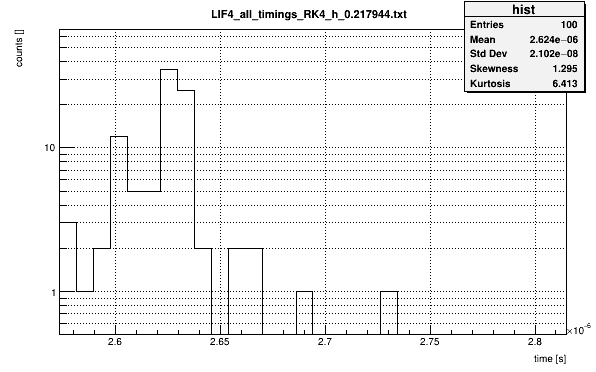 LIF4_all_timings_RK4_h_0.217944.txt
hist
Entries 100
Mean 2.624e−06
Std Dev 2.102e−08
Skewness 1.295
Kurtosis 6.413
counts []
10
1
2.6 2.65 2.7 2.75 2.8
×10⁻⁶
time [s]